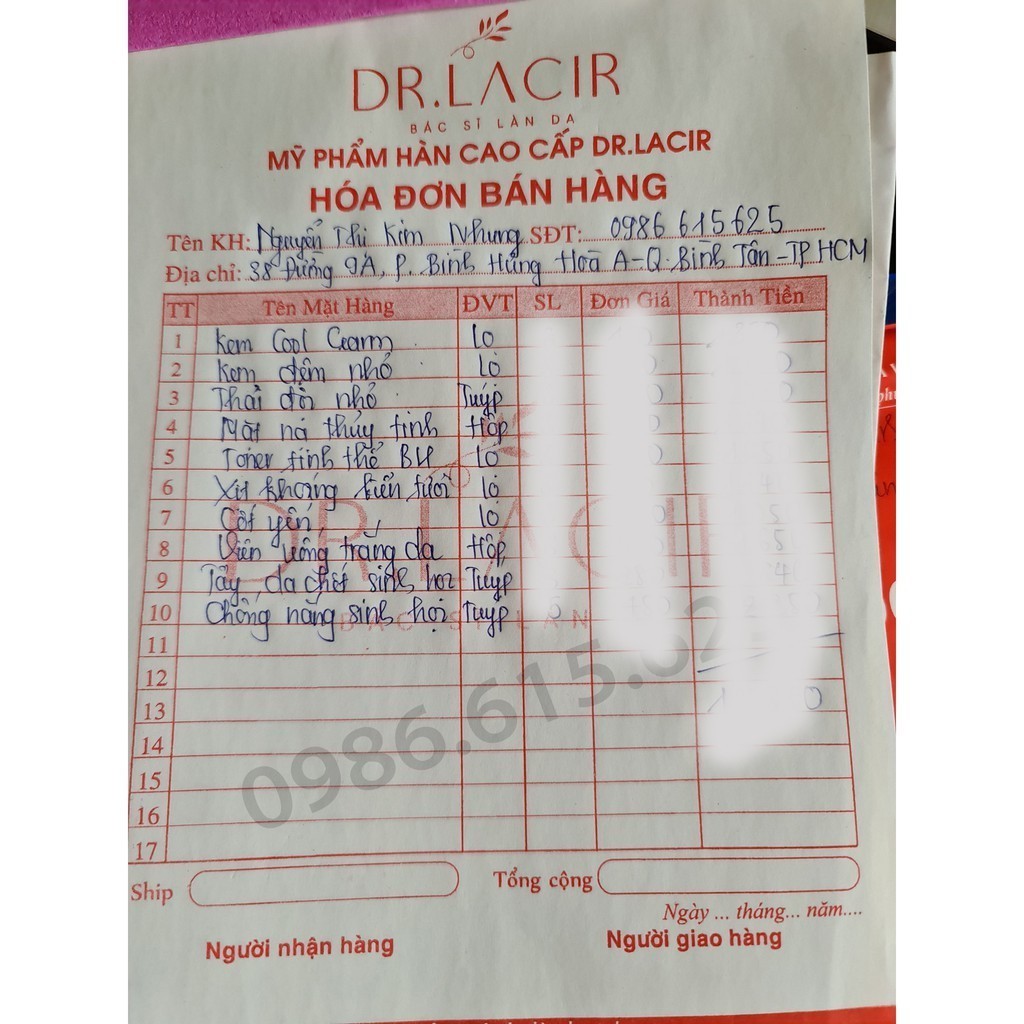 DR.LACIR
BÁC SĨ LÀN DA
MỸ PHẨM HÀN CAO CẤP DR.LACIR
HÓA ĐƠN BÁN HÀNG
Tên KH: Nguyễn Thị Kim Nhung SĐT: 0986 615 625
Địa chỉ: 38 Đường 9A, P. Bình Hưng Hoà A-Q. Bình Tân - TP HCM
TT Tên Mặt Hàng ĐVT SL Đơn Giá Thành Tiền
1 Kem Cool Cearm Lọ
2 Kem đệm nhỏ Lọ
3 Thải độc nhỏ Tuýp
4 Mặt nạ thủy tinh Hộp
5 Toner tinh thể BH Lọ
6 Xịt khoáng tươi Lọ
7 Cốt yến Lọ
8 Viên uống trắng da Hộp
9 Tẩy da chết sinh học Tuýp
10 Chống nắng sinh học Tuýp
11
12
13
14
15
16
17
DR.LACIR
0986.615.62
Ship Tổng cộng
Ngày ... tháng... năm....
Người nhận hàng Người giao hàng